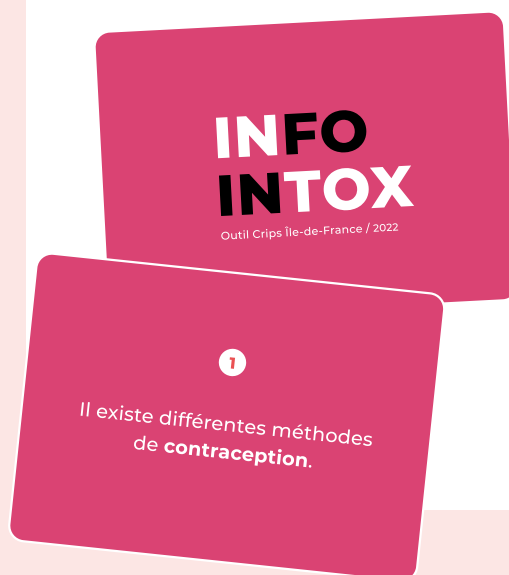 INFO
INTOX
Outil Crips Île-de-France / 2022
1
Il existe différentes méthodes
de contraception.